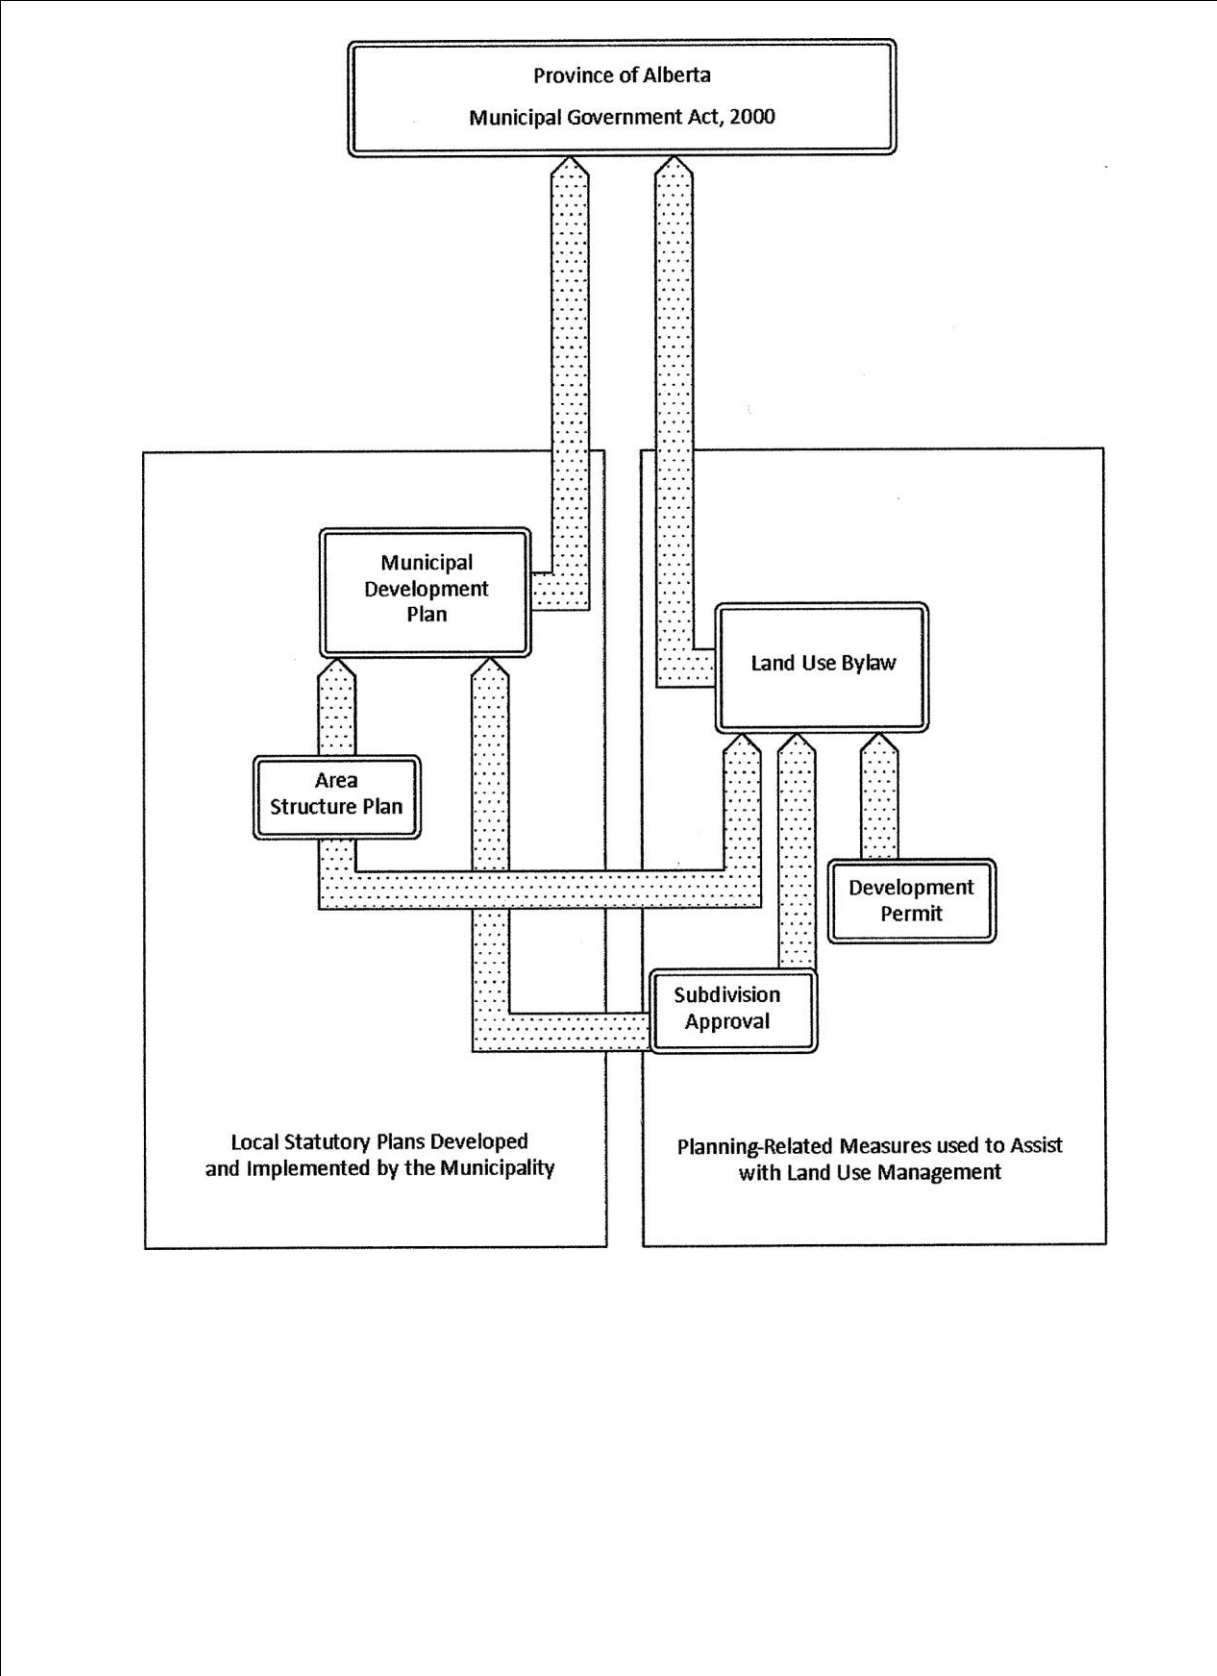 Province of Alberta
Municipal Government Act, 2000
Municipal
Development
Plan
Land Use Bylaw
Area
Structure Plan
Development
Permit
Subdivision
Approval
Local Statutory Plans Developed
and Implemented by the Municipality
Planning-Related Measures used to Assist
with Land Use Management